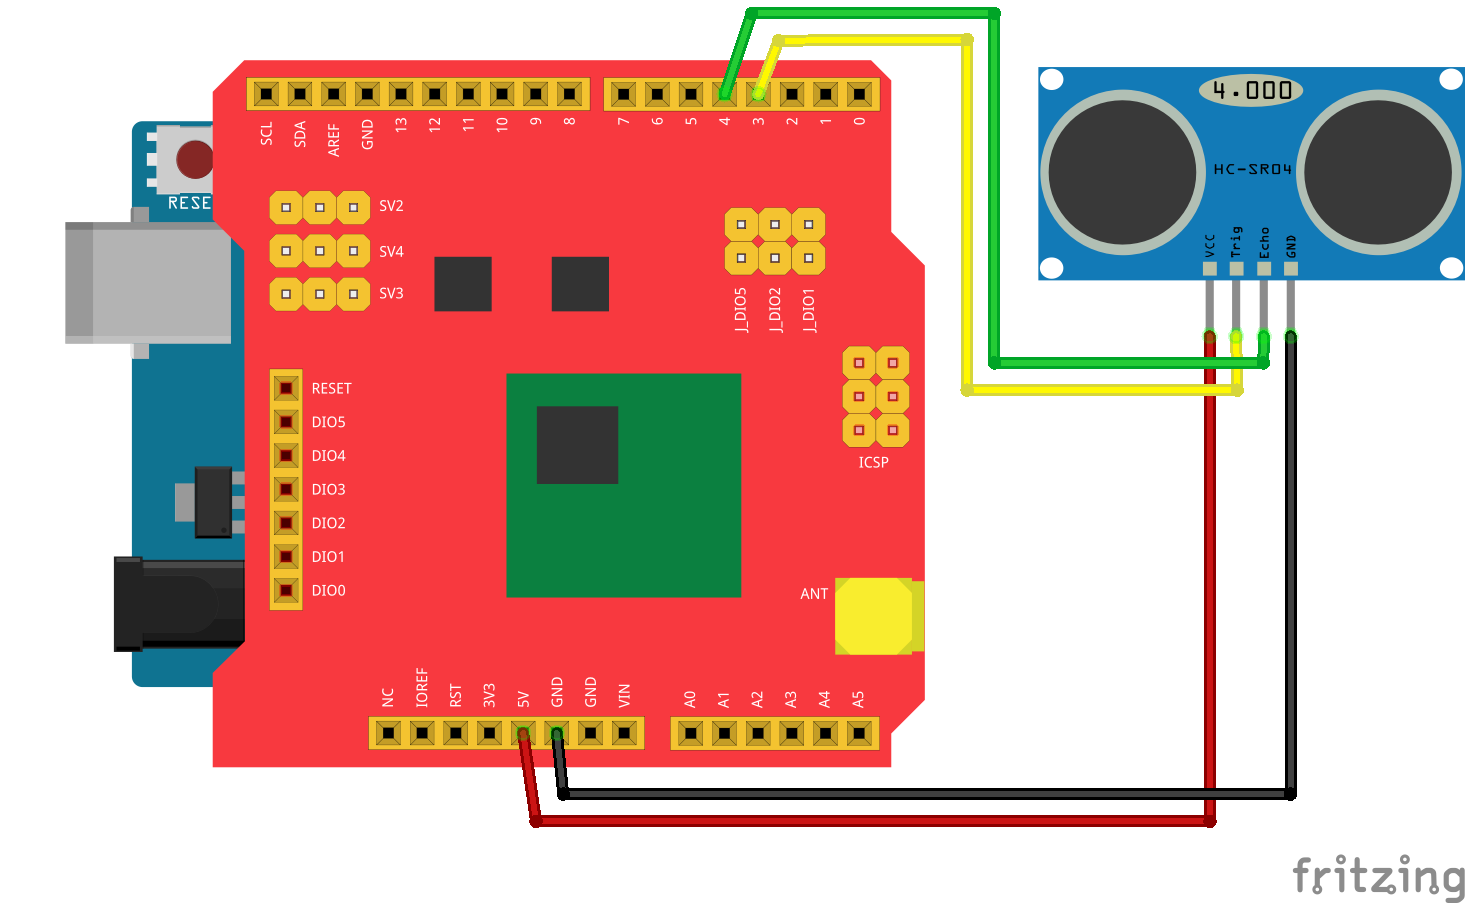 4.000
HC-SR04
VCC
Trig
Echo
GND
SCL
SDA
AREF
GND
13
12
11
10
9
8
7
6
5
4
3
2
1
0
RESE
SV2
SV4
SV3
J_DIO5
J_DIO2
J_DIO1
RESET
DIO5
DIO4
DIO3
DIO2
DIO1
DIO0
ICSP
ANT
NC
IOREF
RST
3V3
5V
GND
GND
VIN
A0
A1
A2
A3
A4
A5
fritzing